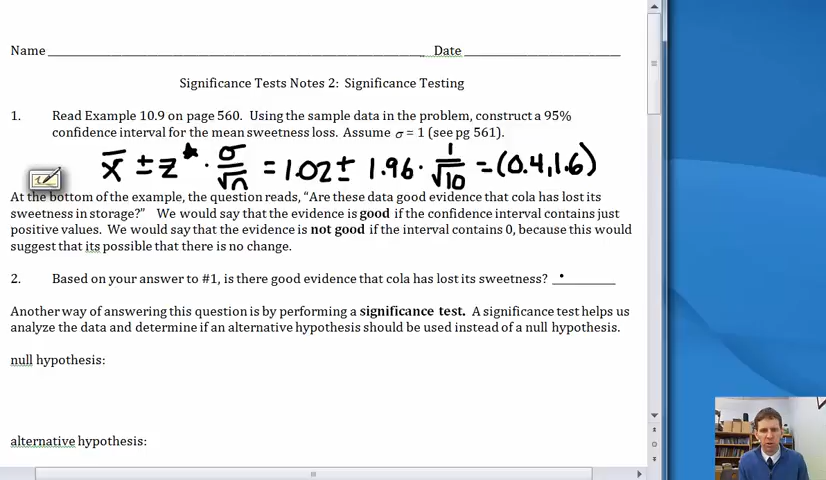 Name ____________ Date ____________
Significance Tests Notes 2: Significance Testing
1. Read Example 10.9 on page 560. Using the sample data in the problem, construct a 95%
confidence interval for the mean sweetness loss. Assume σ = 1 (see pg 561).
x̄ ± z* · σ/√n = 1.02 ± 1.96 · 1/√10 = (0.4, 1.6)
At the bottom of the example, the question reads, "Are these data good evidence that cola has lost its
sweetness in storage?" We would say that the evidence is good if the confidence interval contains just
positive values. We would say that the evidence is not good if the interval contains 0, because this would
suggest that its possible that there is no change.
2. Based on your answer to #1, is there good evidence that cola has lost its sweetness? ____________
Another way of answering this question is by performing a significance test. A significance test helps us
analyze the data and determine if an alternative hypothesis should be used instead of a null hypothesis.
null hypothesis:
alternative hypothesis: